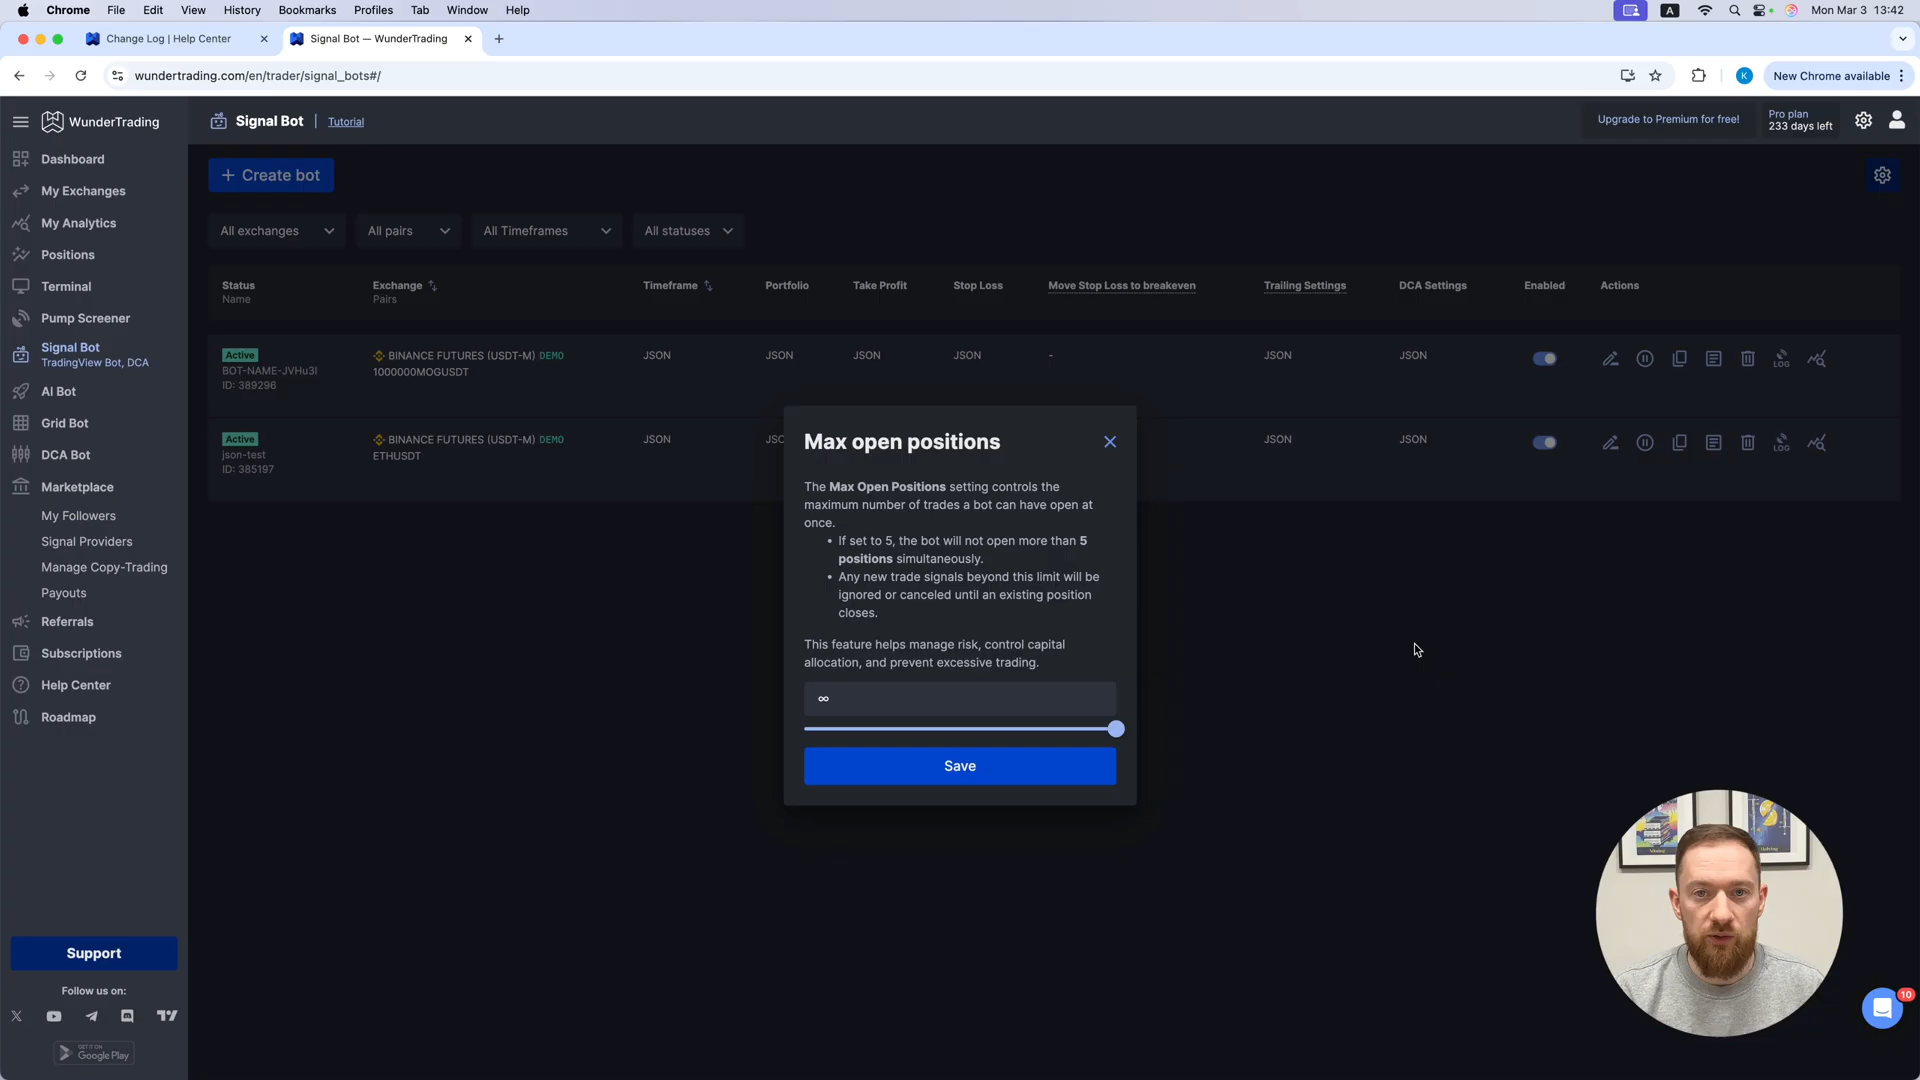 Chrome File Edit View History Bookmarks Profiles Tab Window Help
A Mon Mar 3 13:42
Change Log | Help Center Signal Bot — WunderTrading
wundertrading.com/en/trader/signal_bots#/
K New Chrome available
WunderTrading
Signal Bot | Tutorial
Upgrade to Premium for free!
Pro plan
233 days left
Dashboard
My Exchanges
My Analytics
Positions
Terminal
Pump Screener
Signal Bot
TradingView Bot, DCA
AI Bot
Grid Bot
DCA Bot
Marketplace
My Followers
Signal Providers
Manage Copy-Trading
Payouts
Referrals
Subscriptions
Help Center
Roadmap
Support
Follow us on:
GET IT ON
Google Play
+ Create bot
All exchanges All pairs All Timeframes All statuses
Status Exchange Timeframe Portfolio Take Profit Stop Loss Move Stop Loss to breakeven Trailing Settings DCA Settings Enabled Actions
Name Pairs
Active BINANCE FUTURES (USDT-M) DEMO JSON JSON JSON JSON - JSON JSON
BOT-NAME-JVHu3I 1000000MOGUSDT LOG
ID: 389296
Active BINANCE FUTURES (USDT-M) DEMO JSON JSON JSON
json-test ETHUSDT LOG
ID: 385197
Max open positions
The Max Open Positions setting controls the
maximum number of trades a bot can have open at
once.
• If set to 5, the bot will not open more than 5
positions simultaneously.
• Any new trade signals beyond this limit will be
ignored or canceled until an existing position
closes.
This feature helps manage risk, control capital
allocation, and prevent excessive trading.
∞
Save
10